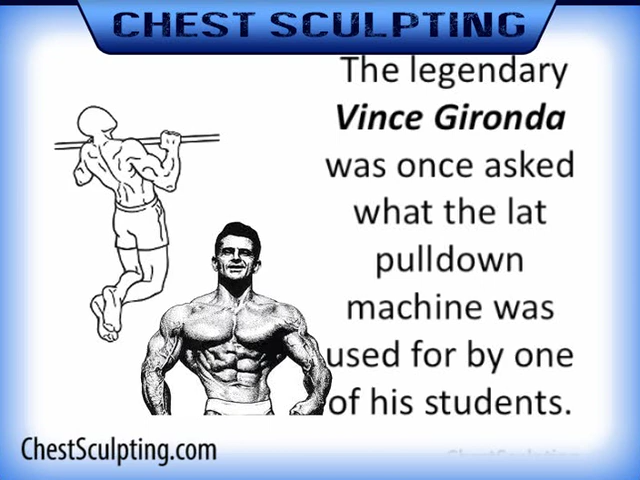 CHEST SCULPTING
The legendary
Vince Gironda
was once asked
what the lat
pulldown
machine was
used for by one
of his students.
ChestSculpting.com